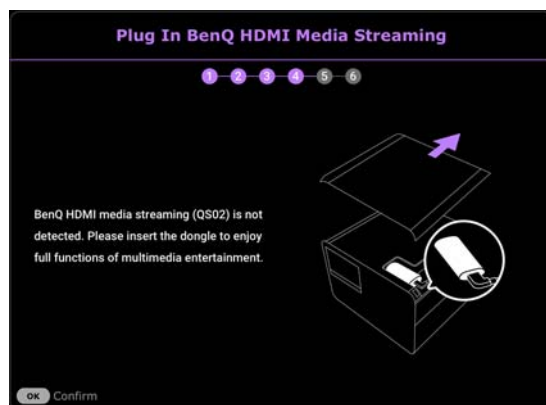 Plug In BenQ HDMI Media Streaming
1 2 3 4 5 6
BenQ HDMI media streaming (QS02) is not
detected. Please insert the dongle to enjoy
full functions of multimedia entertainment.
OK Confirm